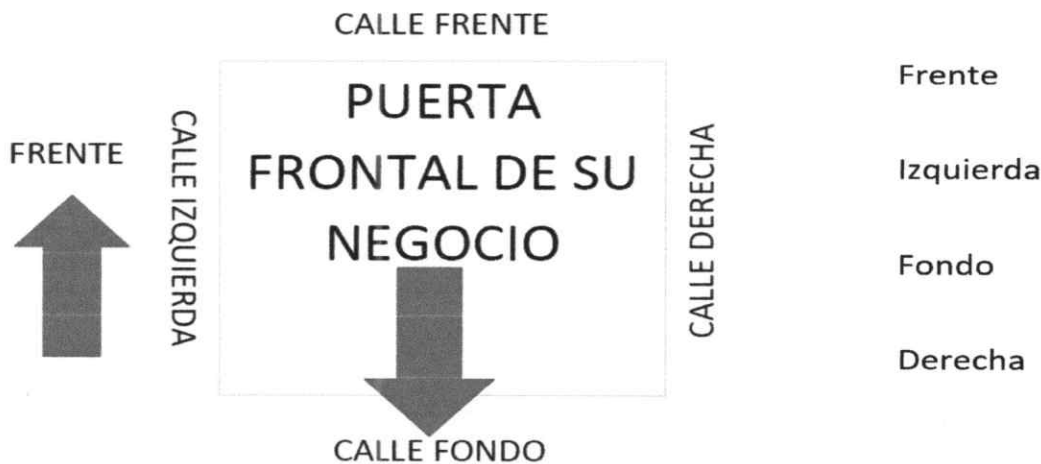 CALLE FRENTE
FRENTE
CALLE IZQUIERDA
PUERTA
FRONTAL DE SU
NEGOCIO
CALLE DERECHA
CALLE FONDO
Frente
Izquierda
Fondo
Derecha